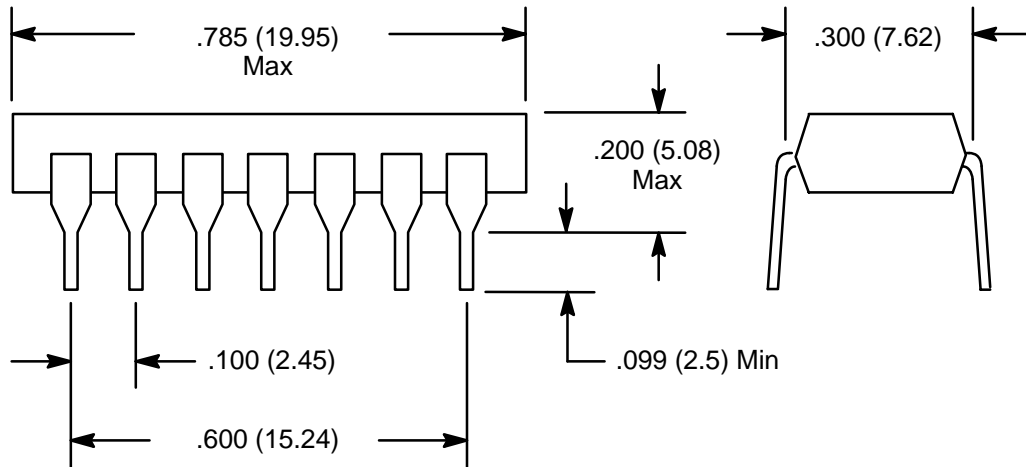 .785 (19.95)
Max
.300 (7.62)
.200 (5.08)
Max
.100 (2.45)
.099 (2.5) Min
.600 (15.24)